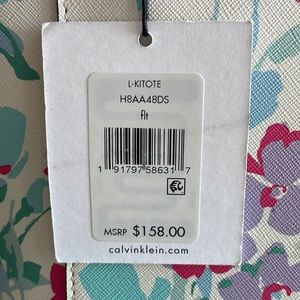 L-KITOTE
H8AA48DS
flt
1 91797 58631 7
MSRP $158.00
calvinklein.com